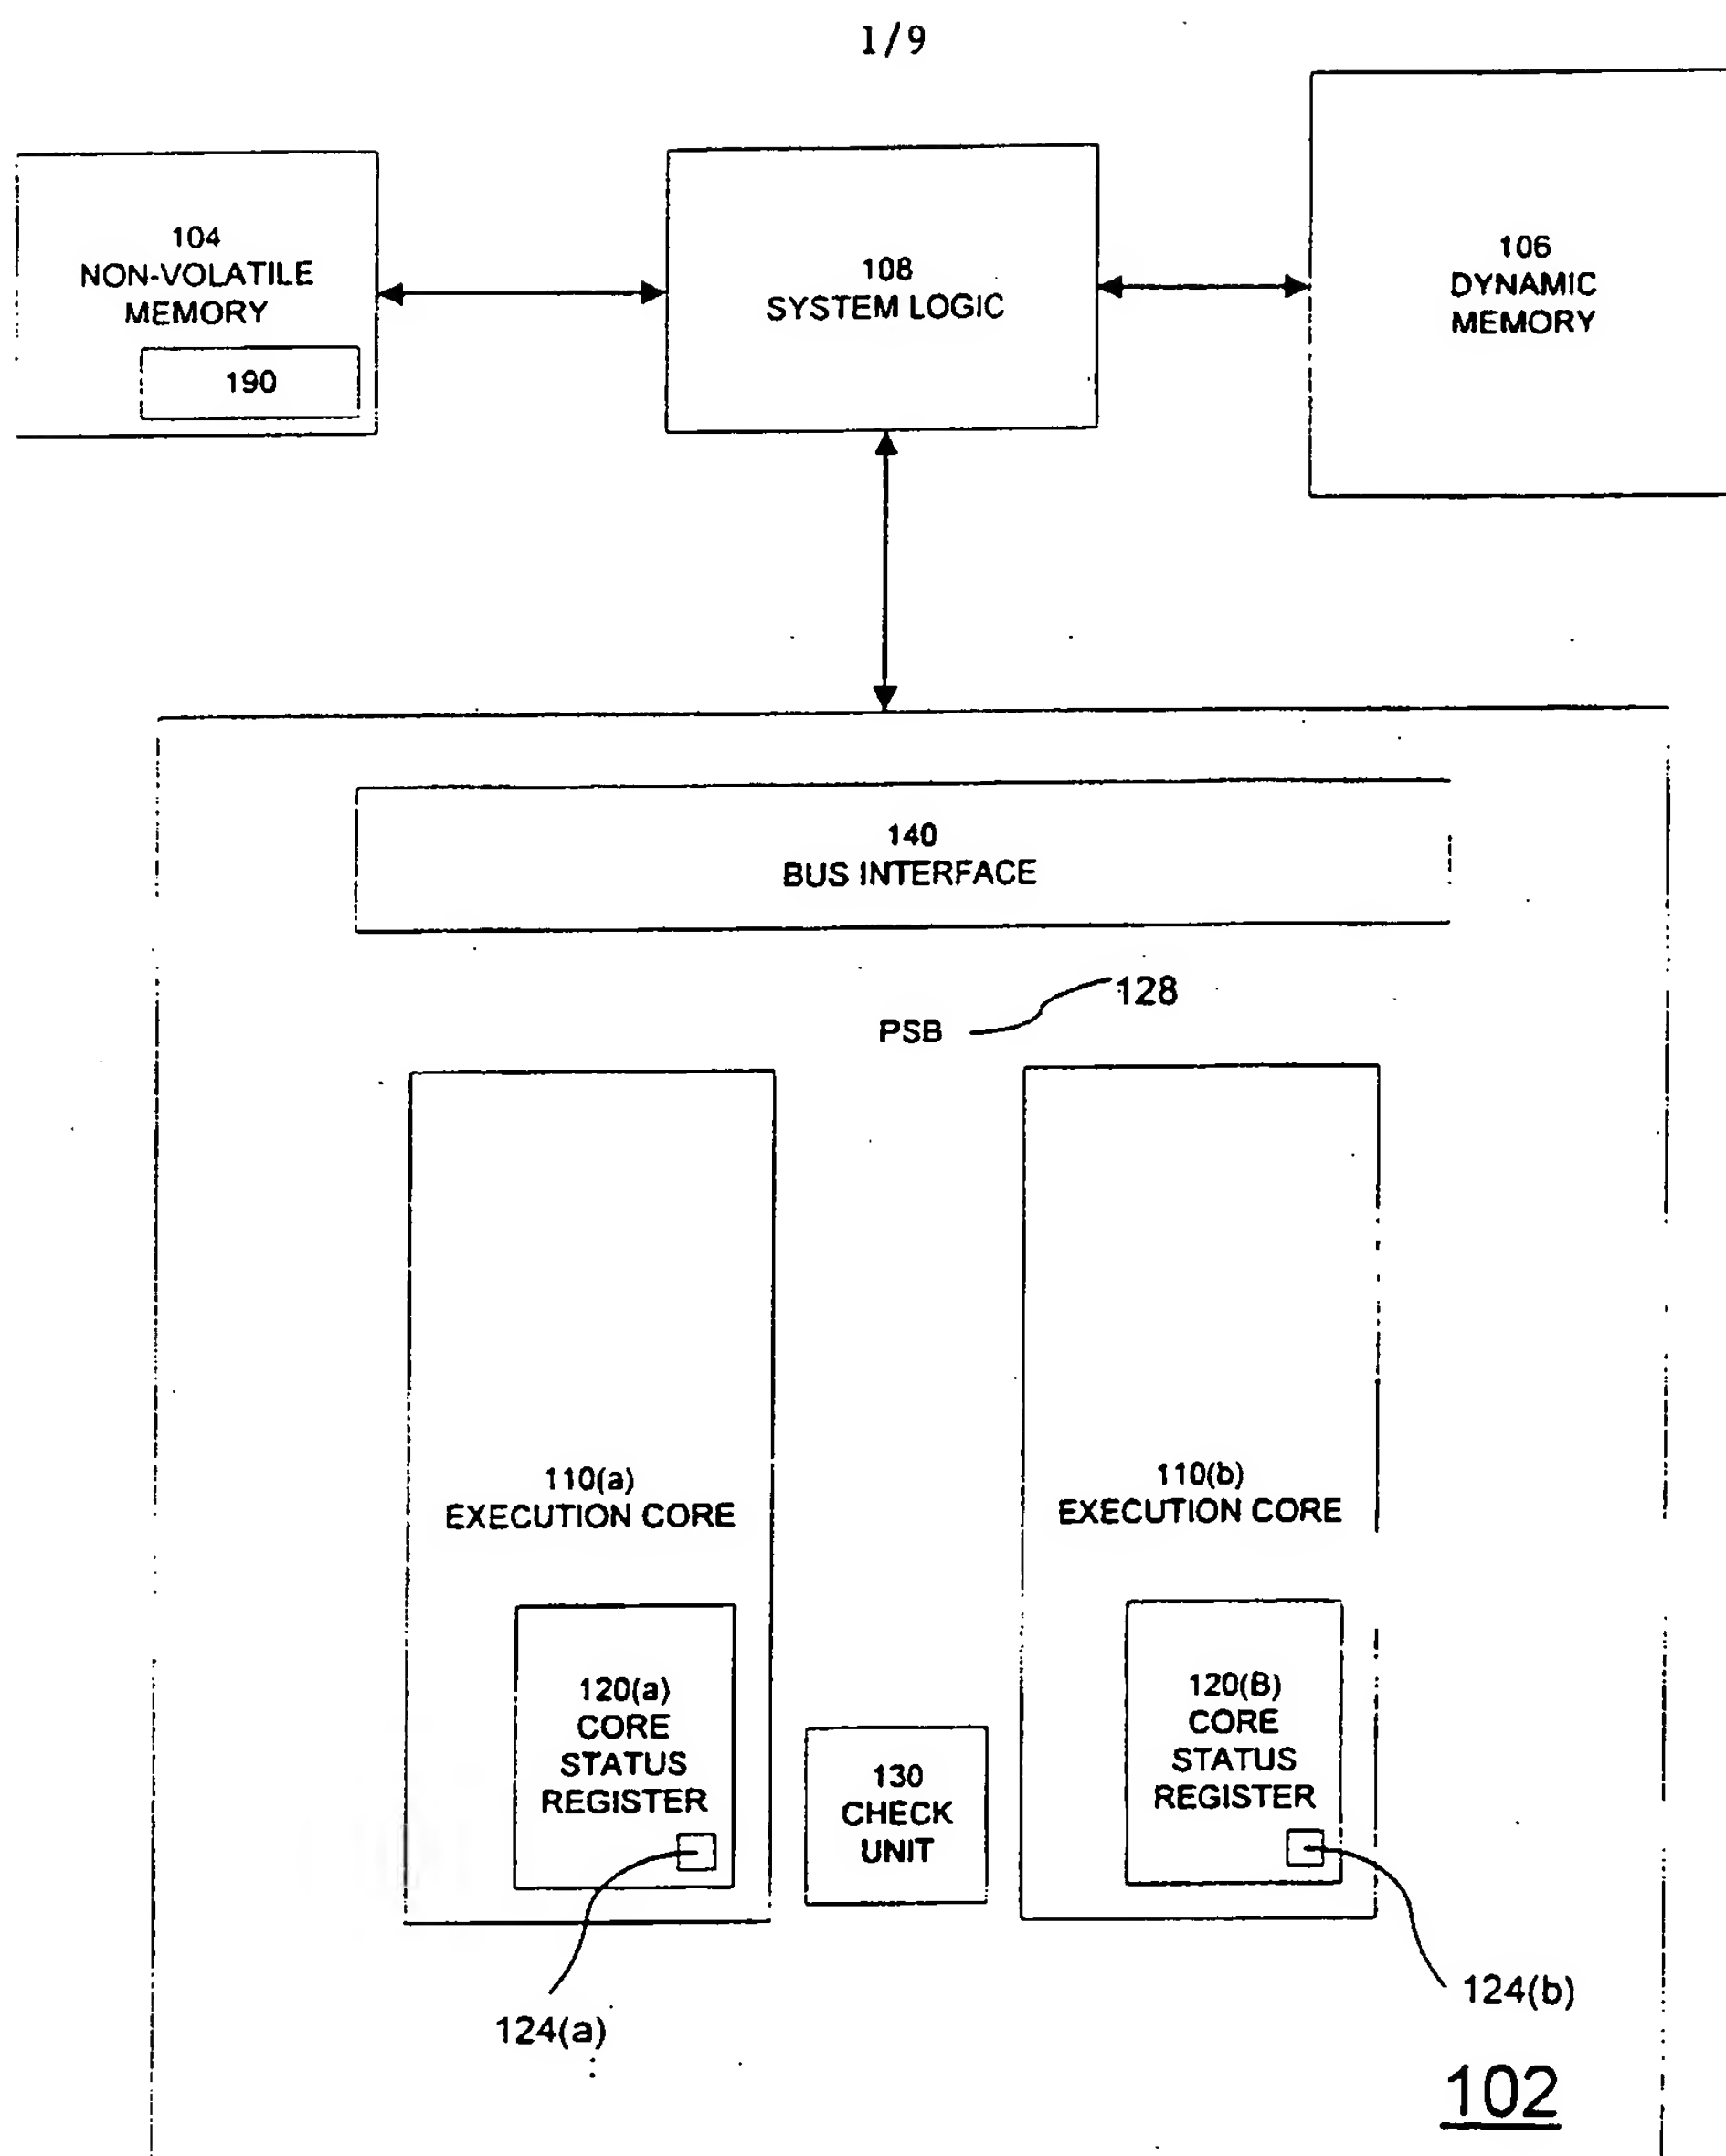 1/9
104
NON-VOLATILE
MEMORY
190
108
SYSTEM LOGIC
106
DYNAMIC
MEMORY
140
BUS INTERFACE
128
PSB
110(a)
EXECUTION CORE
110(b)
EXECUTION CORE
120(a)
CORE
STATUS
REGISTER
130
CHECK
UNIT
120(B)
CORE
STATUS
REGISTER
124(a)
124(b)
102